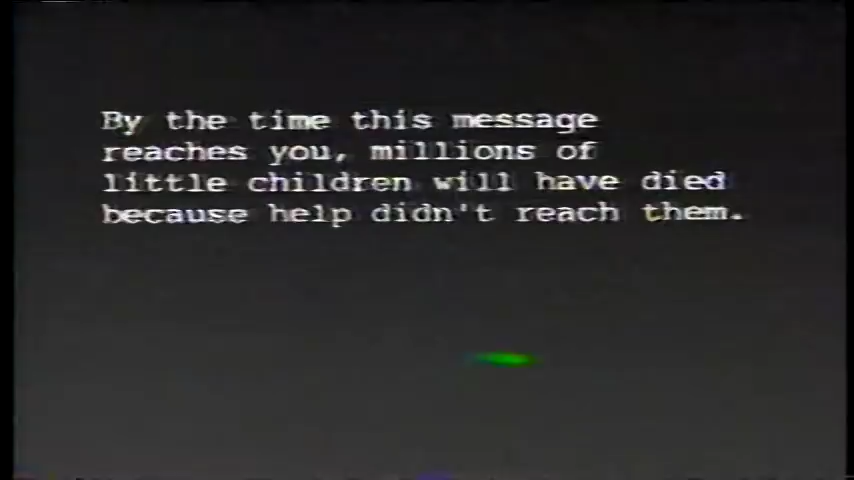 By the time this message
reaches you, millions of
little children will have died
because help didn't reach them.